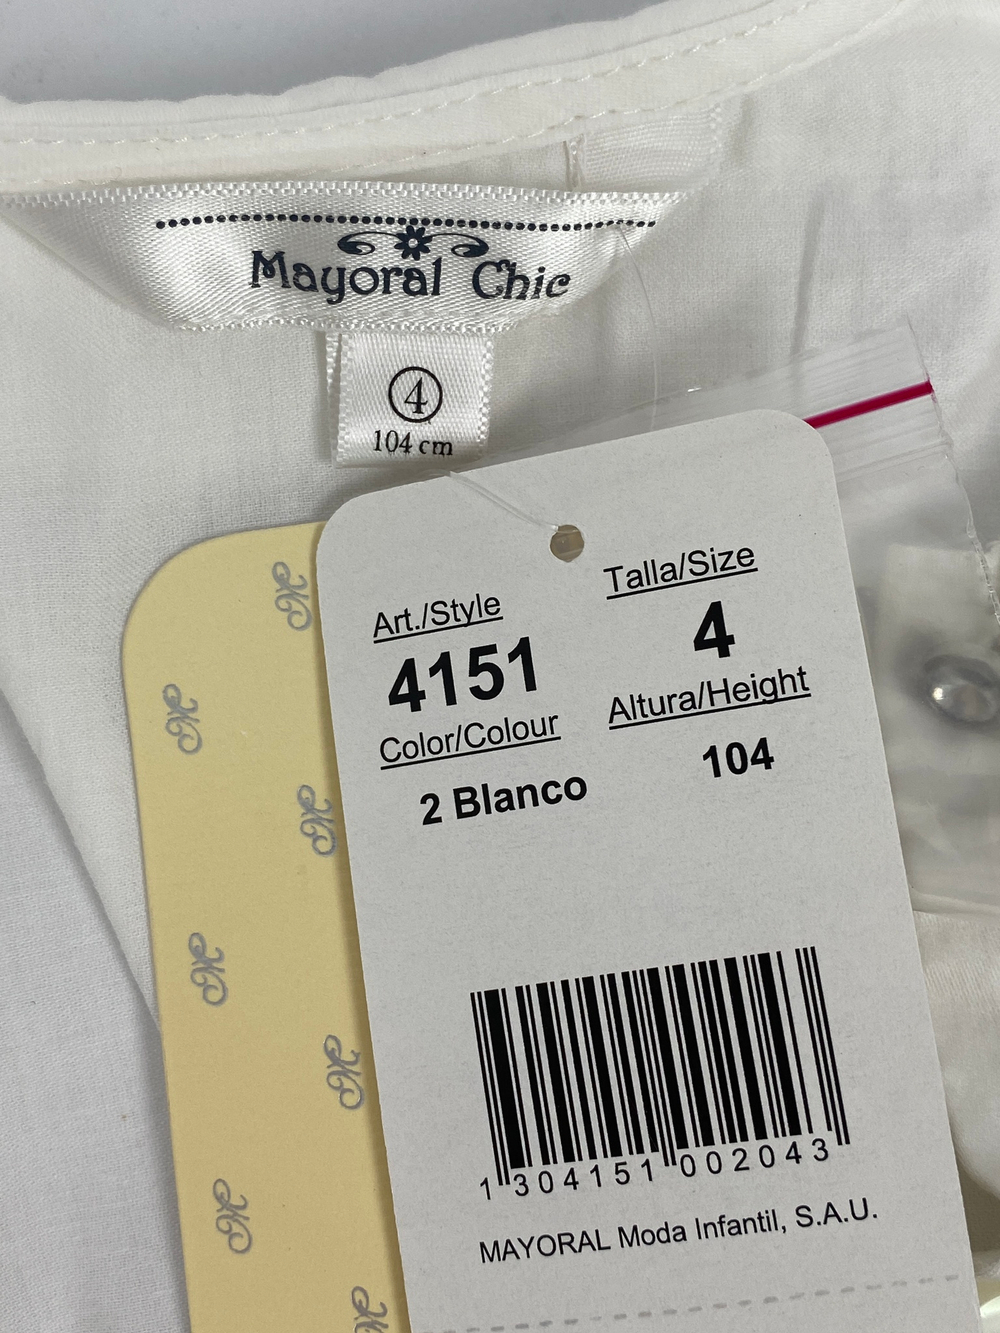 Mayoral Chic
4
104 cm
Art./Style
4151
Color/Colour
2 Blanco
Talla/Size
4
Altura/Height
104
1 304151 002043
MAYORAL Moda Infantil, S.A.U.